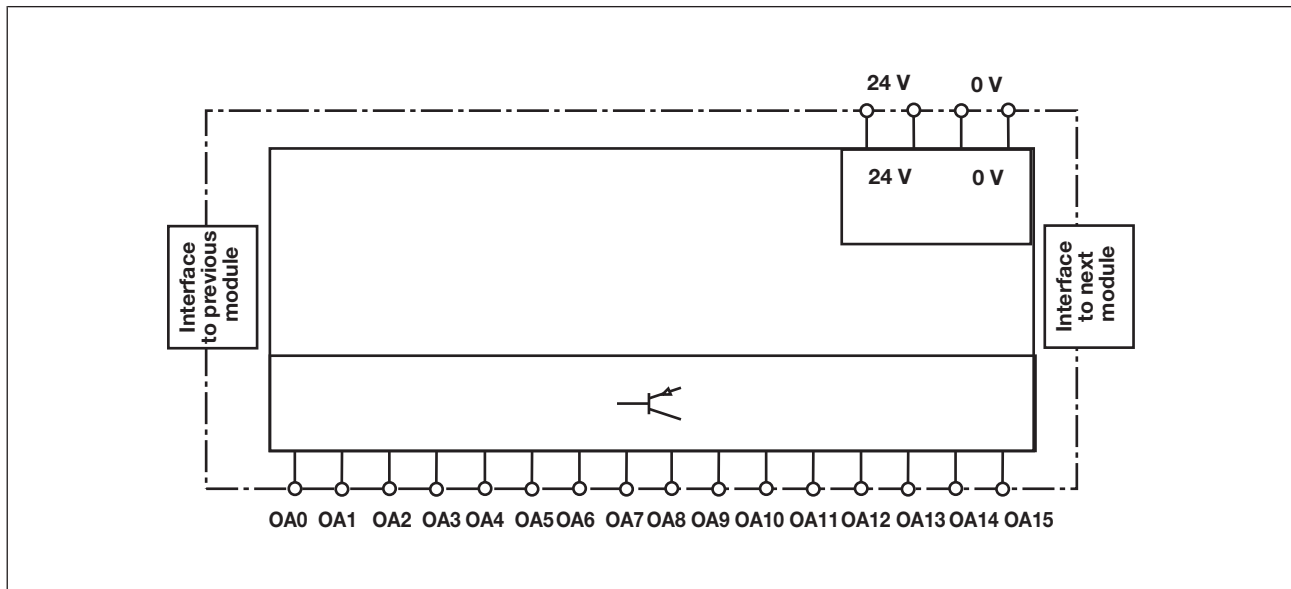 24 V 0 V
24 V 0 V
Interface
to previous
module
Interface
to next
module
OA0 OA1 OA2 OA3 OA4 OA5 OA6 OA7 OA8 OA9 OA10 OA11 OA12 OA13 OA14 OA15